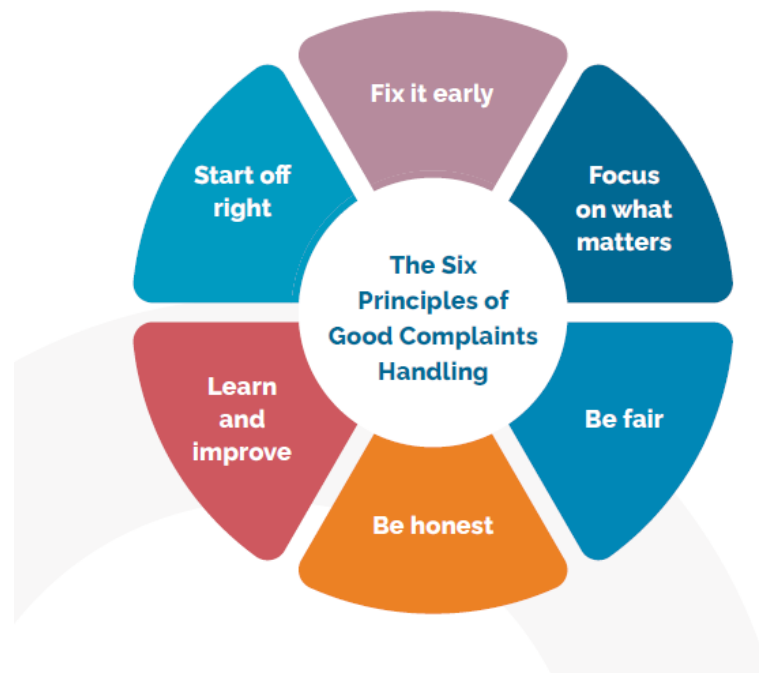 Fix it early
Start off
right
Focus
on what
matters
The Six
Principles of
Good Complaints
Handling
Learn
and
improve
Be fair
Be honest